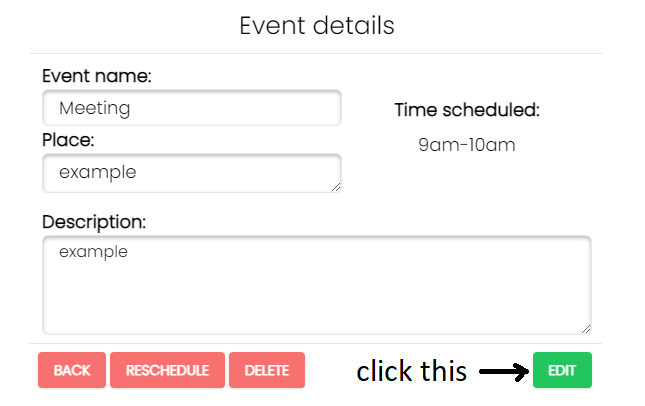 Event details
Event name:
Meeting
Time scheduled:
Place:
9am-10am
example
Description:
example
BACK RESCHEDULE DELETE click this EDIT